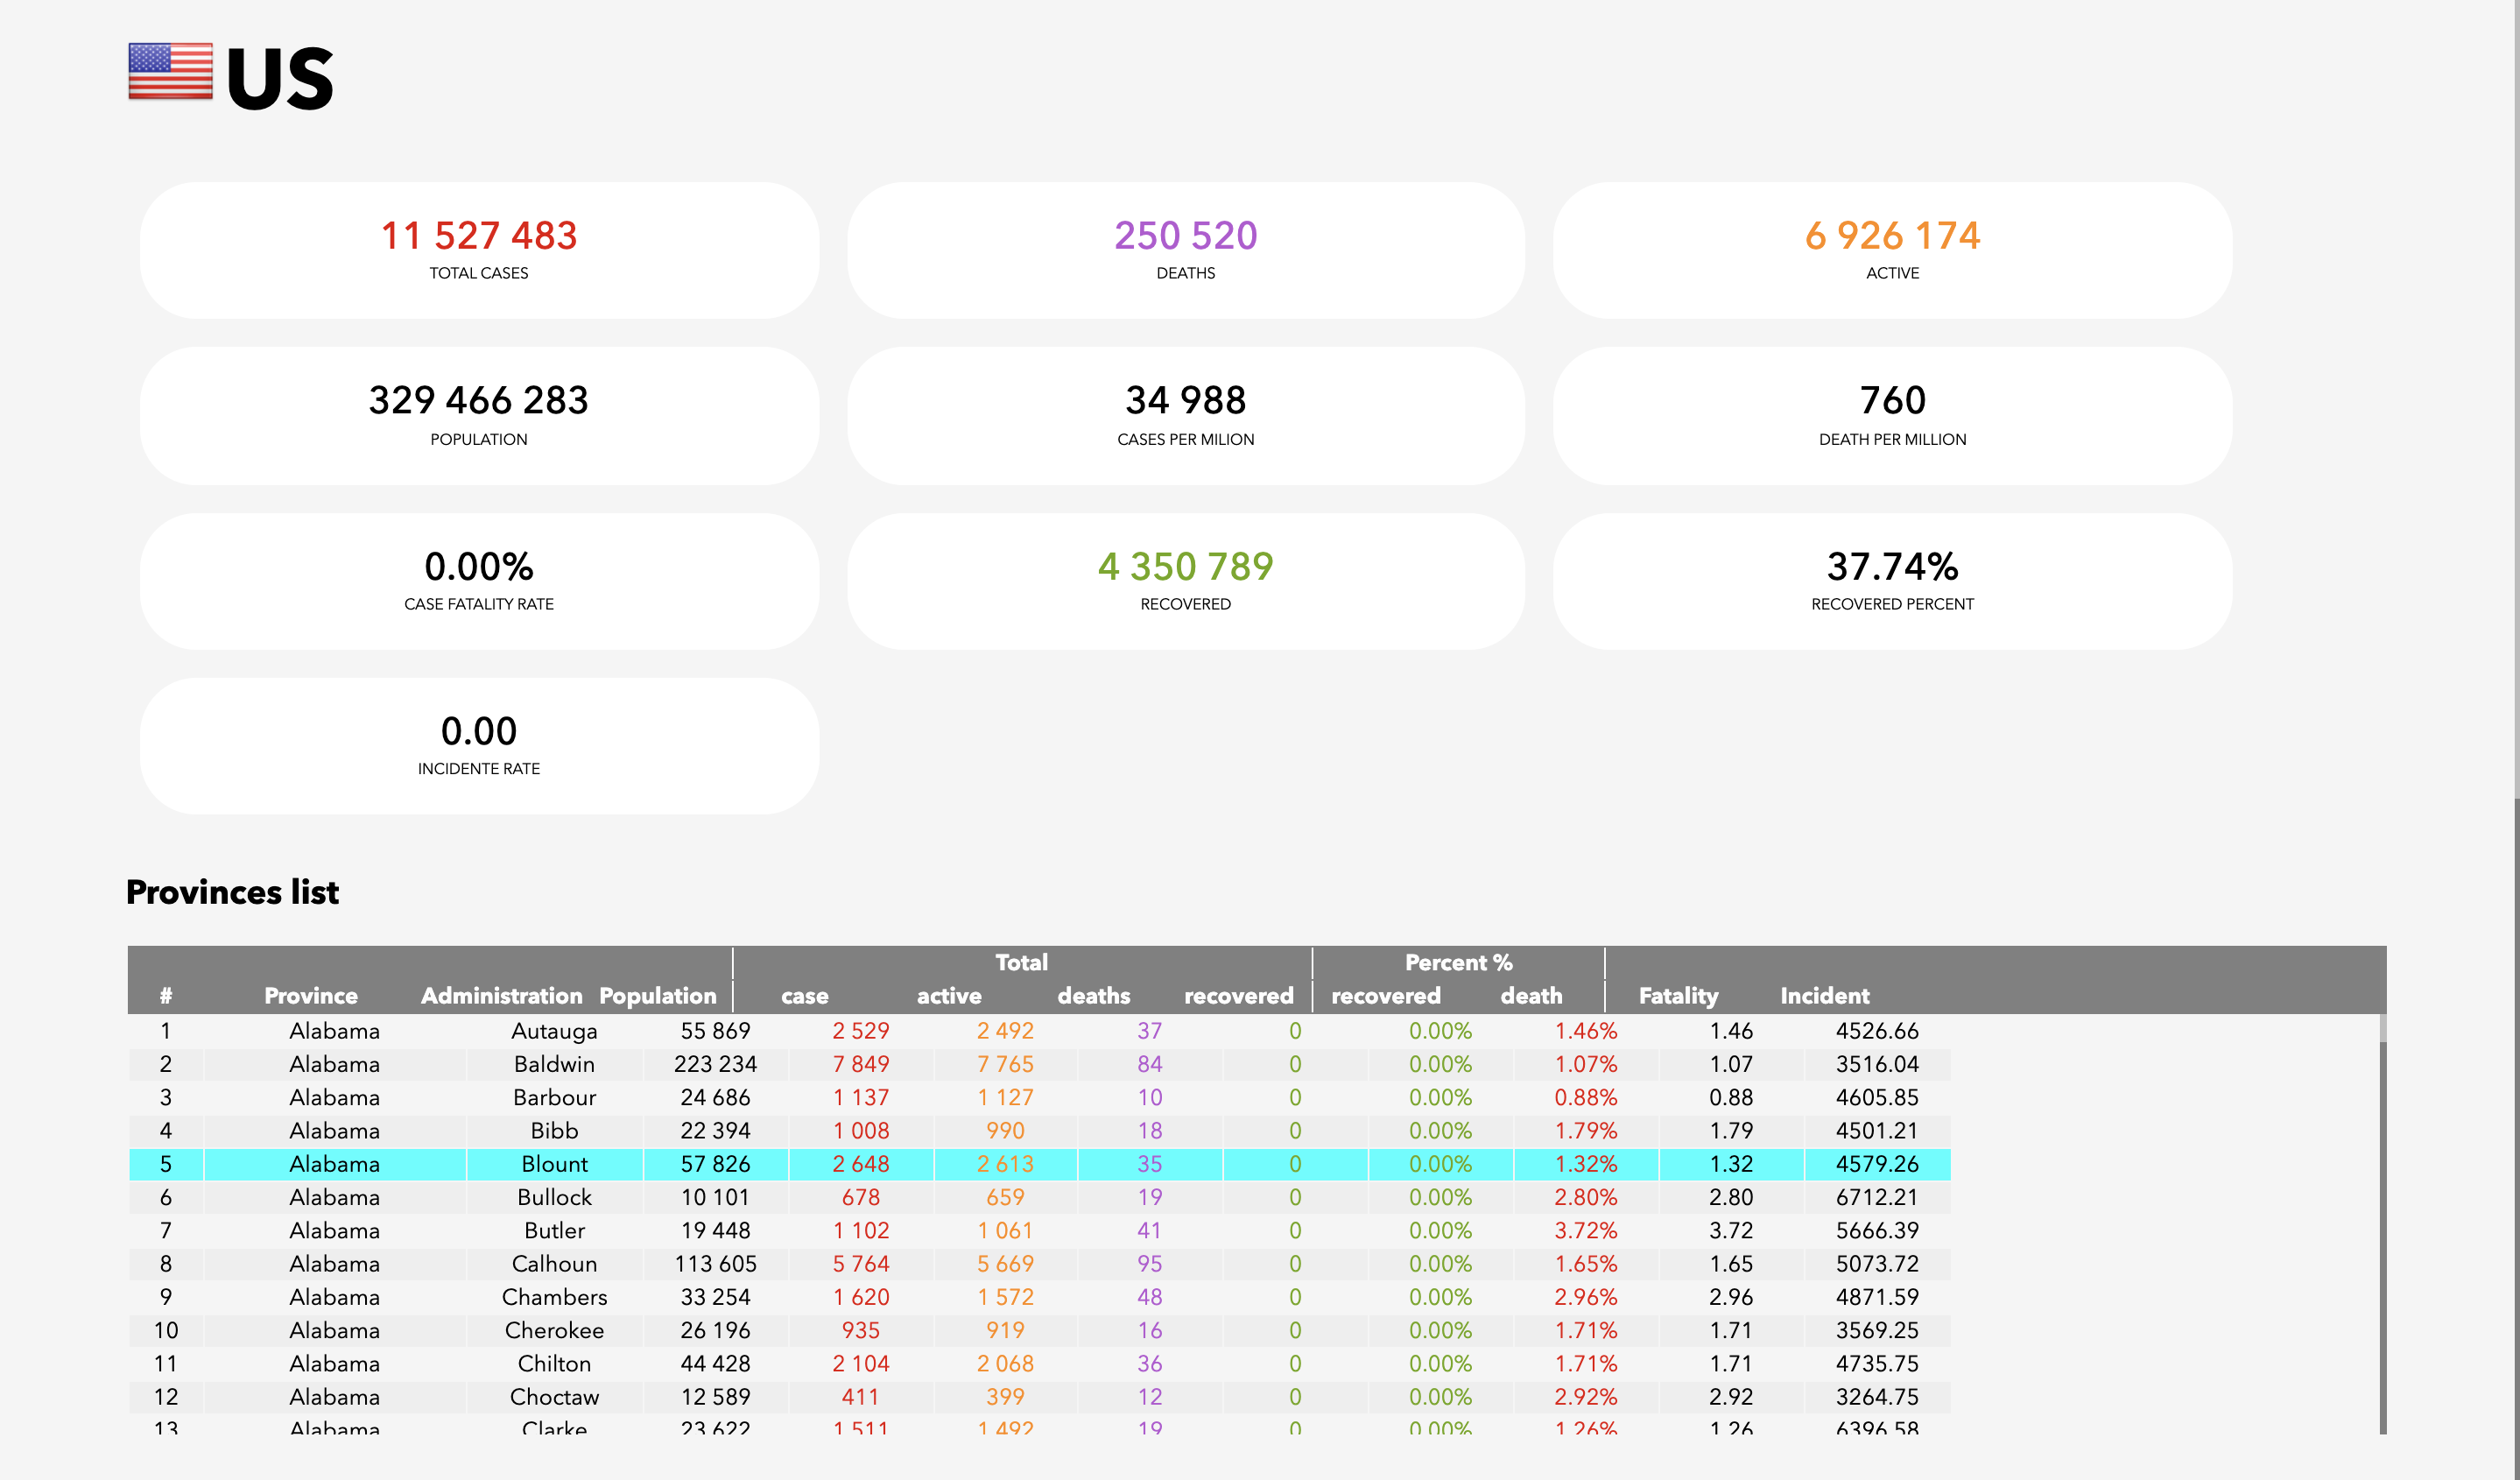 US
11 527 483 250 520 6 926 174
TOTAL CASES DEATHS ACTIVE
329 466 283 34 988 760
POPULATION CASES PER MILION DEATH PER MILLION
0.00% 4 350 789 37.74%
CASE FATALITY RATE RECOVERED RECOVERED PERCENT
0.00
INCIDENTE RATE
Provinces list
Total Percent %
# Province Administration Population case active deaths recovered recovered death Fatality Incident
1 Alabama Autauga 55 869 2 529 2 492 37 0 0.00% 1.46% 1.46 4526.66
2 Alabama Baldwin 223 234 7 849 7 765 84 0 0.00% 1.07% 1.07 3516.04
3 Alabama Barbour 24 686 1 137 1 127 10 0 0.00% 0.88% 0.88 4605.85
4 Alabama Bibb 22 394 1 008 990 18 0 0.00% 1.79% 1.79 4501.21
5 Alabama Blount 57 826 2 648 2 613 35 0 0.00% 1.32% 1.32 4579.26
6 Alabama Bullock 10 101 678 659 19 0 0.00% 2.80% 2.80 6712.21
7 Alabama Butler 19 448 1 102 1 061 41 0 0.00% 3.72% 3.72 5666.39
8 Alabama Calhoun 113 605 5 764 5 669 95 0 0.00% 1.65% 1.65 5073.72
9 Alabama Chambers 33 254 1 620 1 572 48 0 0.00% 2.96% 2.96 4871.59
10 Alabama Cherokee 26 196 935 919 16 0 0.00% 1.71% 1.71 3569.25
11 Alabama Chilton 44 428 2 104 2 068 36 0 0.00% 1.71% 1.71 4735.75
12 Alabama Choctaw 12 589 411 399 12 0 0.00% 2.92% 2.92 3264.75
13 Alabama Clarke 23 622 1 511 1 492 19 0 0.00% 1.26% 1.26 6396.58